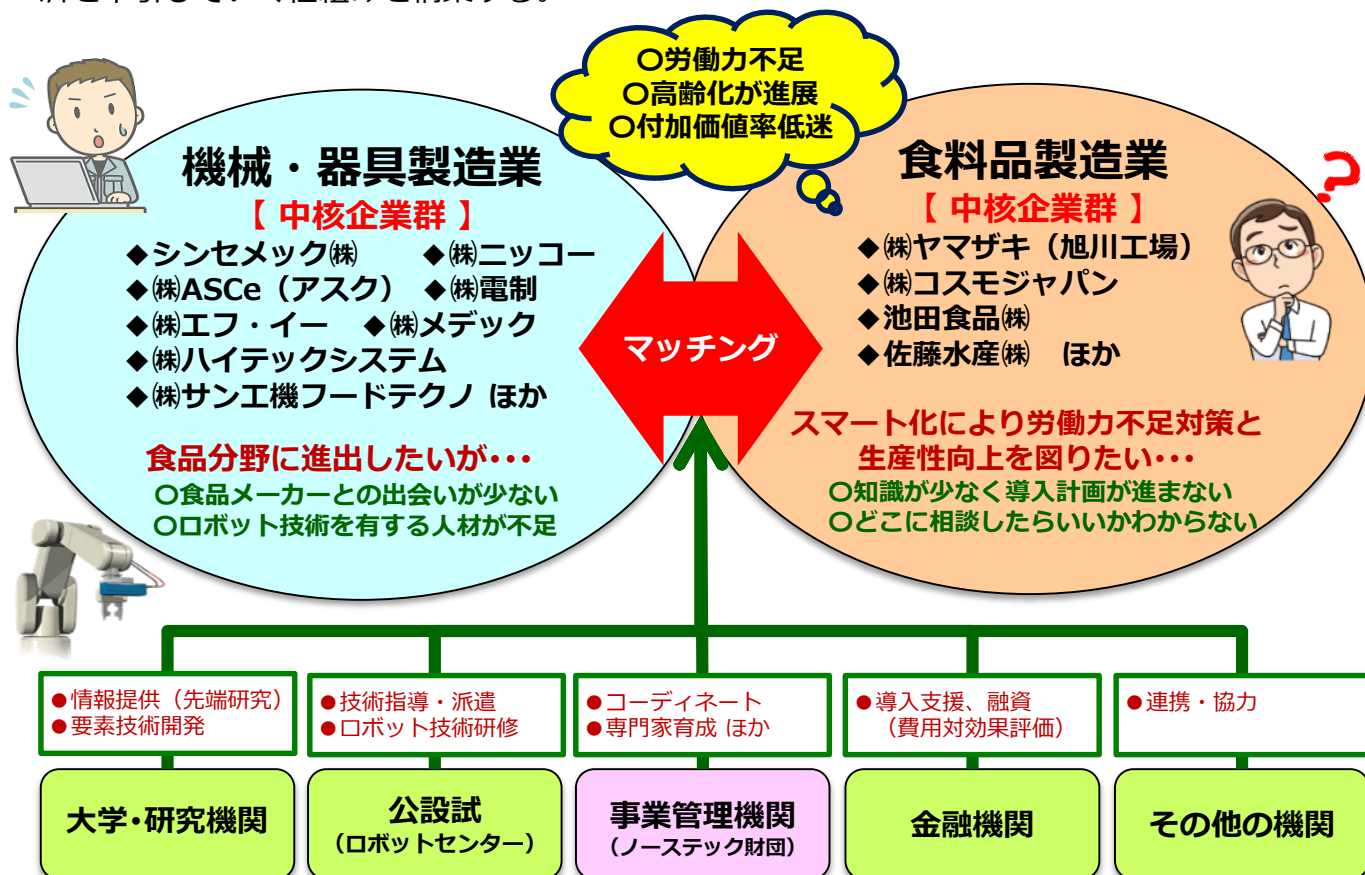 〇労働力不足
〇高齢化が進展
〇付加価値率低迷
機械・器具製造業
【 中核企業群 】
◆シンセメック㈱ ◆㈱ニッコー
◆㈱ASCe（アスク） ◆㈱電制
◆㈱エフ・イー ◆㈱メデック
◆㈱ハイテックシステム
◆㈱サン工機フードテクノ ほか
食品分野に進出したいが・・・
〇食品メーカーとの出会いが少ない
〇ロボット技術を有する人材が不足
マッチング
食料品製造業
【 中核企業群 】
?
◆㈱ヤマザキ（旭川工場）
◆㈱コスモジャパン
◆池田食品㈱
◆佐藤水産㈱ ほか
スマート化により労働力不足対策と
生産性向上を図りたい・・・
〇知識が少なく導入計画が進まない
〇どこに相談したらいいかわからない
●情報提供（先端研究）
●要素技術開発
大学・研究機関
●技術指導・派遣
●ロボット技術研修
公設試
（ロボットセンター）
●コーディネート
●専門家育成 ほか
事業管理機関
（ノーステック財団）
●導入支援、融資
（費用対効果評価）
金融機関
●連携・協力
その他の機関